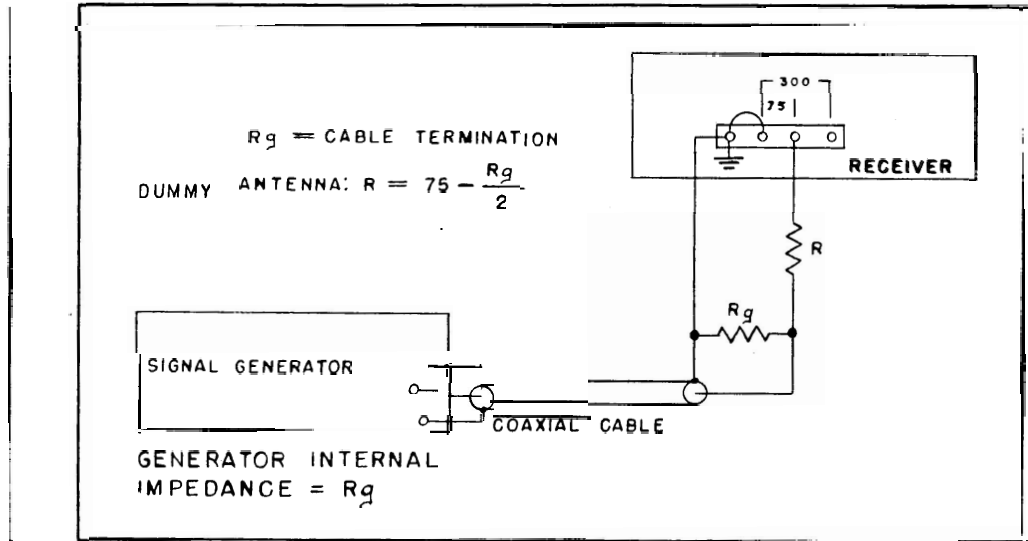 300
75
Rg = CABLE TERMINATION
RECEIVER
DUMMY ANTENNA: R = 75 - Rg/2
R
Rg
SIGNAL GENERATOR
COAXIAL CABLE
GENERATOR INTERNAL
IMPEDANCE = Rg